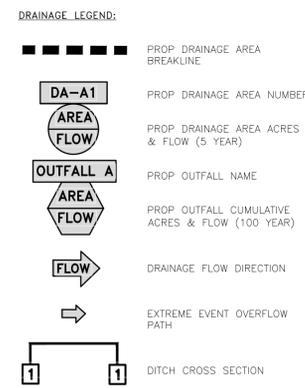 DRAINAGE LEGEND:
PROP DRAINAGE AREA
BREAKLINE
DA-A1
PROP DRAINAGE AREA NUMBER
AREA
FLOW
PROP DRAINAGE AREA ACRES
& FLOW (5 YEAR)
OUTFALL A
PROP OUTFALL NAME
AREA
FLOW
PROP OUTFALL CUMULATIVE
ACRES & FLOW (100 YEAR)
FLOW
DRAINAGE FLOW DIRECTION
EXTREME EVENT OVERFLOW
PATH
1
1
DITCH CROSS SECTION